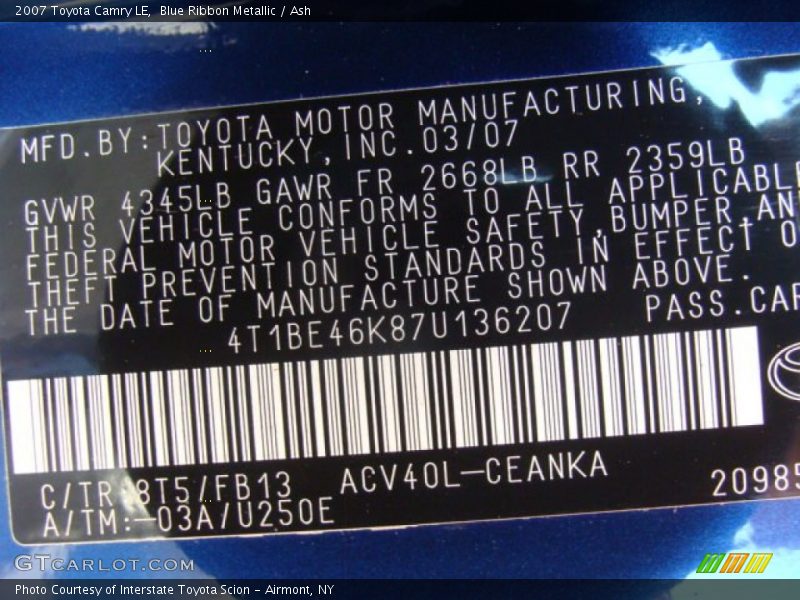 2007 Toyota Camry LE,  Blue Ribbon Metallic / Ash
MFD.BY:TOYOTA MOTOR MANUFACTURING,
KENTUCKY,INC.03/07
GVWR 4345LB GAWR FR 2668LB RR 2359LB
THIS VEHICLE CONFORMS TO ALL APPLICABLE
FEDERAL MOTOR VEHICLE SAFETY,BUMPER,AN
THEFT PREVENTION STANDARDS IN EFFECT O
THE DATE OF MANUFACTURE SHOWN ABOVE.
4T1BE46K87U136207 PASS.CAR
C/TR:8T5/FB13 ACV40L-CEANKA 20985
A/TM:-03A/U250E
GTCARLOT.COM
Photo Courtesy of Interstate Toyota Scion - Airmont, NY